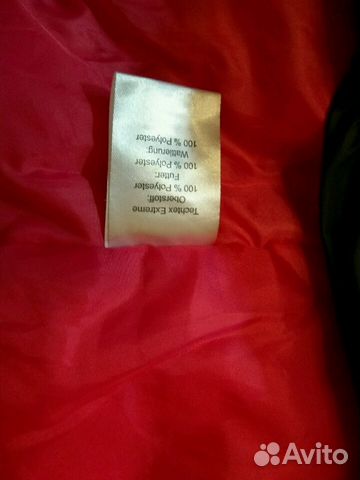 Techtex Extreme
Oberstoff:
100 % Polyester
Futter:
100 % Polyester
Wattierung:
100 % Polyester
Avito